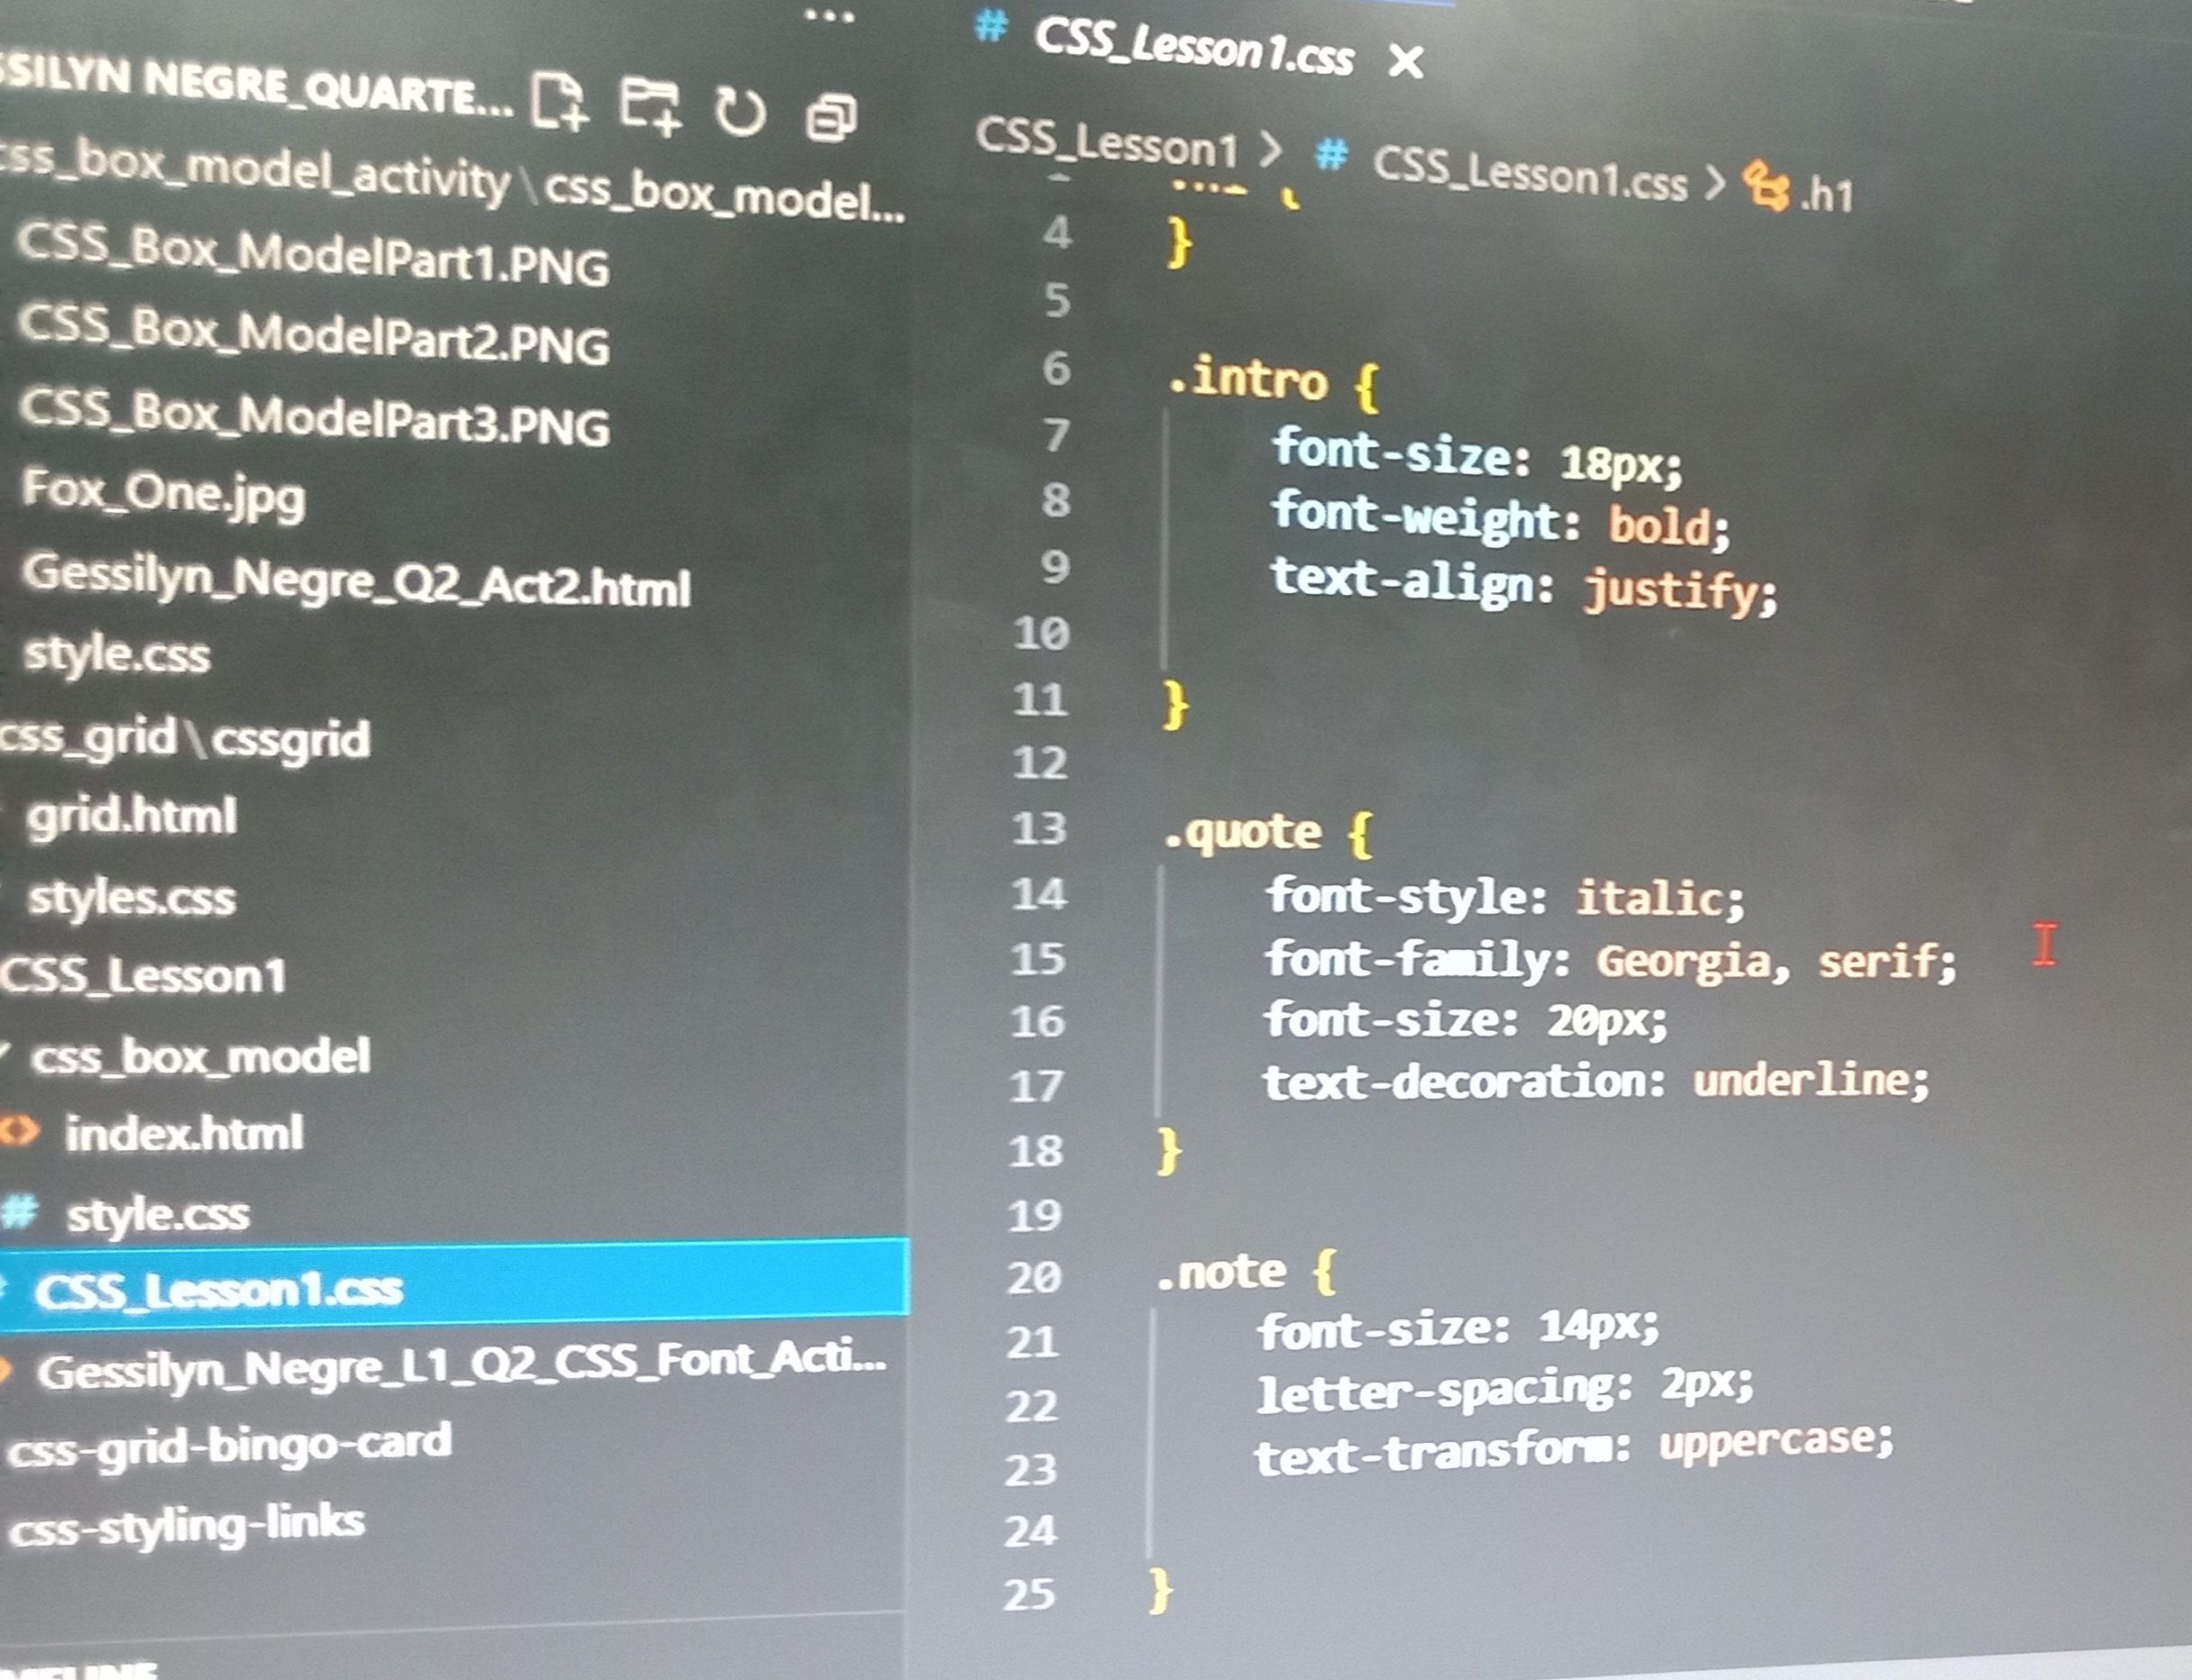 ...
SSILYN NEGRE_QUARTE...
css_box_model_activity\css_box_model...
CSS_Box_ModelPart1.PNG
CSS_Box_ModelPart2.PNG
CSS_Box_ModelPart3.PNG
Fox_One.jpg
Gessilyn_Negre_Q2_Act2.html
style.css
css_grid\cssgrid
grid.html
styles.css
CSS_Lesson1
css_box_model
<> index.html
# style.css
CSS_Lesson1.css
Gessilyn_Negre_L1_Q2_CSS_Font_Acti...
css-grid-bingo-card
css-styling-links
# CSS_Lesson1.css X
CSS_Lesson1 > # CSS_Lesson1.css > .h1
4 }
5
6 .intro {
7 font-size: 18px;
8 font-weight: bold;
9 text-align: justify;
10
11 }
12
13 .quote {
14 font-style: italic;
15 font-family: Georgia, serif;
16 font-size: 20px;
17 text-decoration: underline;
18 }
19
20 .note {
21 font-size: 14px;
22 letter-spacing: 2px;
23 text-transform: uppercase;
24
25 }